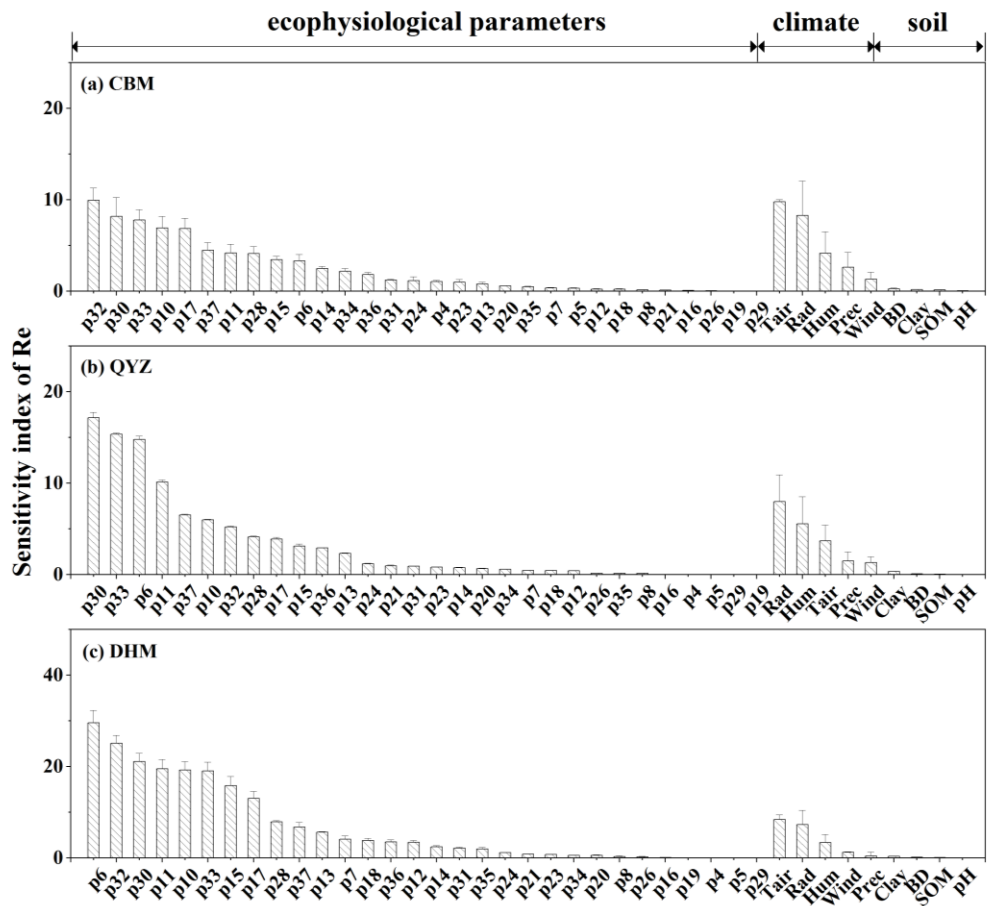 ecophysiological parameters climate soil
(a) CBM
20
10
0
p32 p30 p33 p10 p17 p37 p11 p28 p15 p6 p14 p34 p36 p31 p24 p4 p23 p13 p20 p35 p7 p5 p12 p18 p8 p21 p16 p26 p19 p29 Tair Rad Hum Prec Wind BD Clay SOM pH
Sensitivity index of Re
(b) QYZ
20
10
0
p30 p33 p6 p11 p37 p10 p32 p28 p17 p15 p36 p13 p24 p21 p31 p23 p14 p20 p34 p7 p18 p12 p26 p35 p8 p16 p4 p5 p29 p19 Rad Hum Tair Prec Wind Clay BD SOM pH
(c) DHM
40
20
0
p6 p32 p30 p11 p10 p33 p15 p17 p28 p37 p13 p7 p18 p36 p12 p14 p31 p35 p24 p21 p23 p34 p20 p8 p26 p16 p19 p4 p5 p29 Tair Rad Hum Wind Prec Clay BD SOM pH